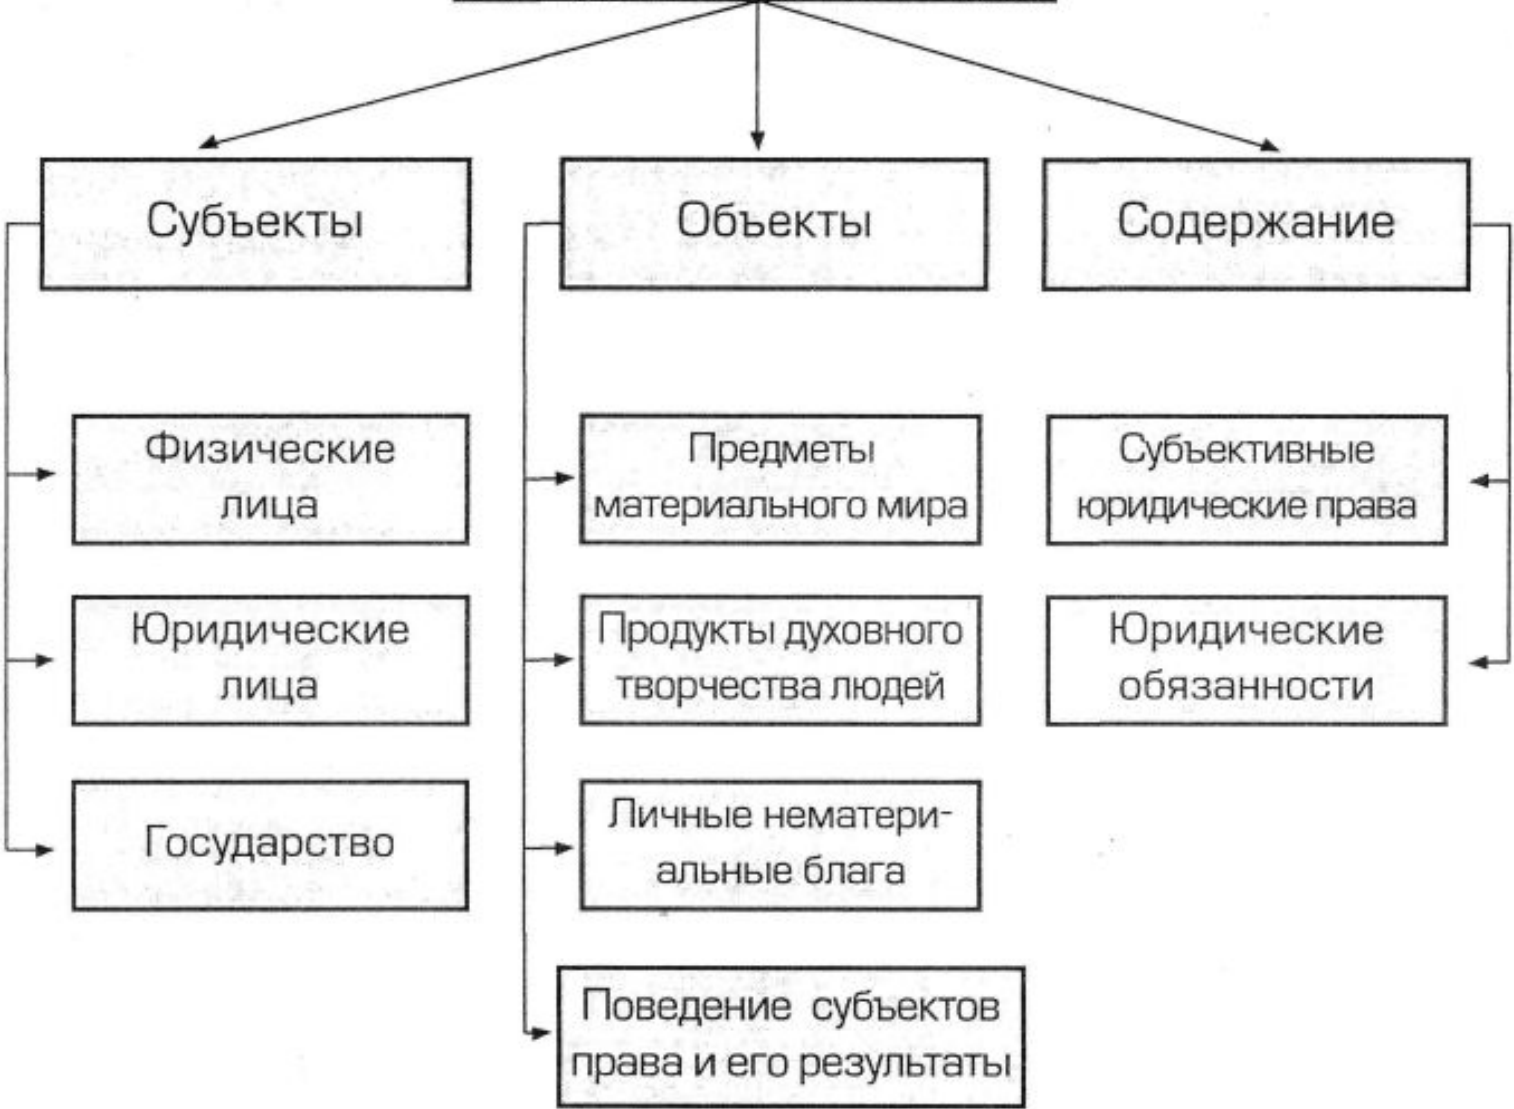 Субъекты
Объекты
Содержание
Физические
лица
Юридические
лица
Государство
Предметы
материального мира
Продукты духовного
творчества людей
Личные нематери-
альные блага
Поведение субъектов
права и его результаты
Субъективные
юридические права
Юридические
обязанности